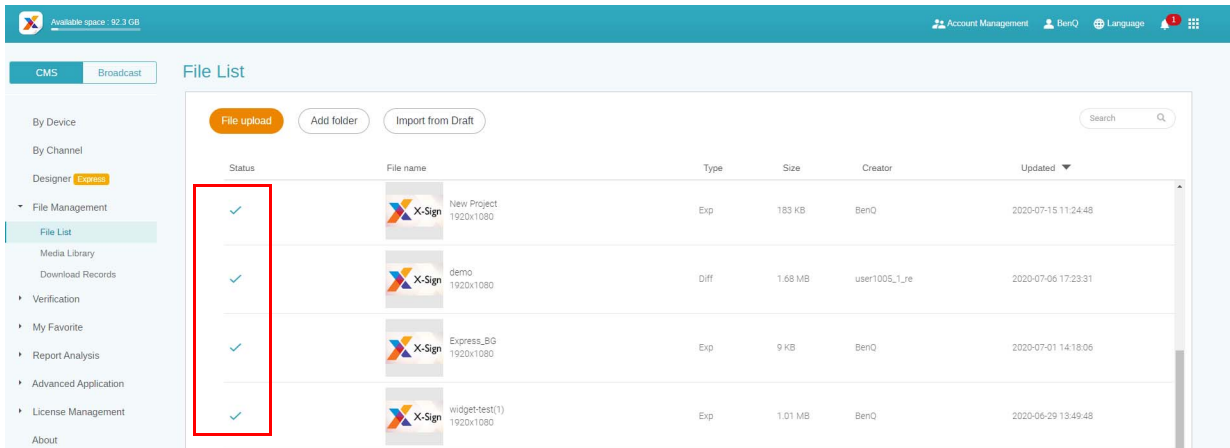 Available space : 92.3 GB
Account Management BenQ Language 1
CMS Broadcast
File List
By Device
By Channel
Designer Express
File Management
File List
Media Library
Download Records
Verification
My Favorite
Report Analysis
Advanced Application
License Management
About
File upload Add folder Import from Draft Search
Status File name Type Size Creator Updated
X-Sign New Project Exp 183 KB BenQ 2020-07-15 11:24:48
1920x1080
X-Sign demo Diff 1.68 MB user1005_1_re 2020-07-06 17:23:31
1920x1080
X-Sign Express_BG Exp 9 KB BenQ 2020-07-01 14:18:06
1920x1080
X-Sign widget-test(1) Exp 1.01 MB BenQ 2020-06-29 13:49:48
1920x1080